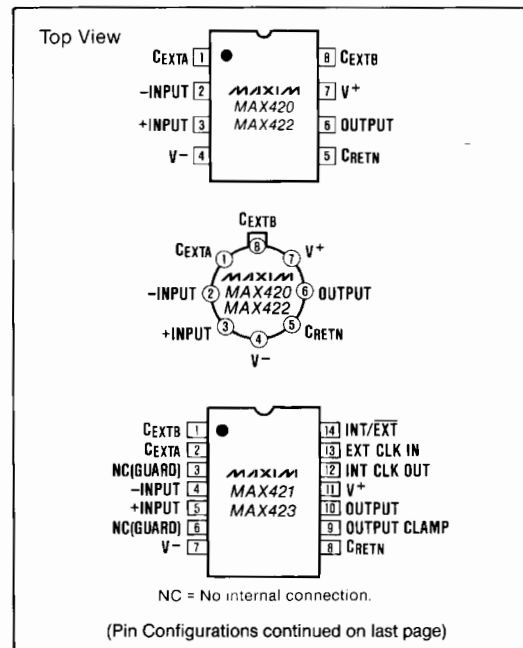 Top View
CEXTA 1 8 CEXTB
-INPUT 2 MAXIM 7 V+
+INPUT 3 MAX420 6 OUTPUT
MAX422
V- 4 5 CRETN
CEXTB
8
CEXTA 1 7 V+
MAXIM
-INPUT 2 MAX420 6 OUTPUT
MAX422
+INPUT 3 5 CRETN
4
V-
CEXTB 1 14 INT/EXT
CEXTA 2 13 EXT CLK IN
NC(GUARD) 3 MAXIM 12 INT CLK OUT
-INPUT 4 MAX421 11 V+
+INPUT 5 MAX423 10 OUTPUT
NC(GUARD) 6 9 OUTPUT CLAMP
V- 7 8 CRETN
NC = No internal connection.
(Pin Configurations continued on last page)